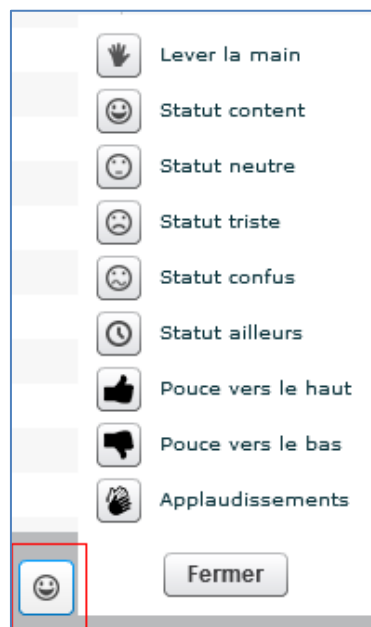 Lever la main
Statut content
Statut neutre
Statut triste
Statut confus
Statut ailleurs
Pouce vers le haut
Pouce vers le bas
Applaudissements
Fermer